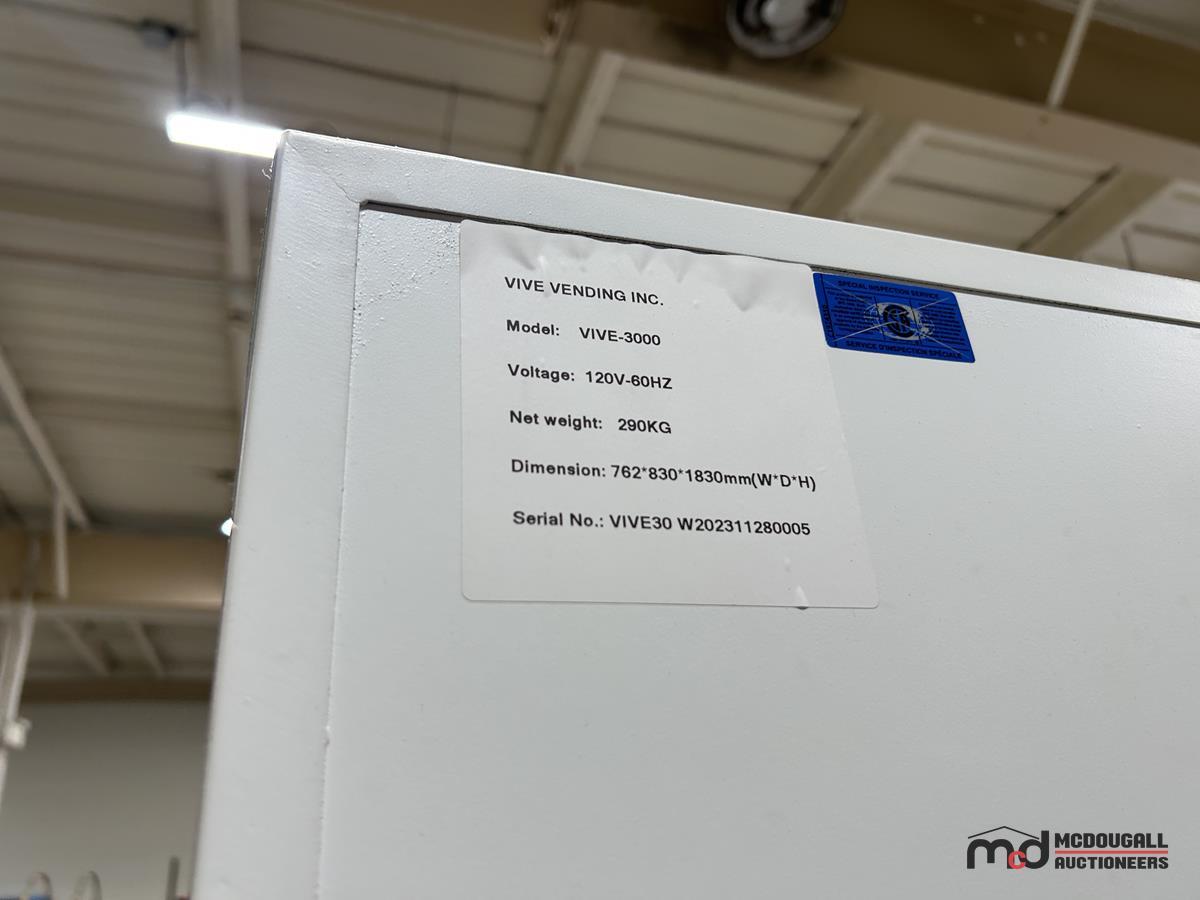 VIVE VENDING INC.
Model: VIVE-3000
Voltage: 120V-60HZ
Net weight: 290KG
Dimension: 762*830*1830mm(W*D*H)
Serial No.: VIVE30 W202311280005
SPECIAL INSPECTION SERVICE
SERVICE D'INSPECTION SPÉCIALE
mcd MCDOUGALL
AUCTIONEERS